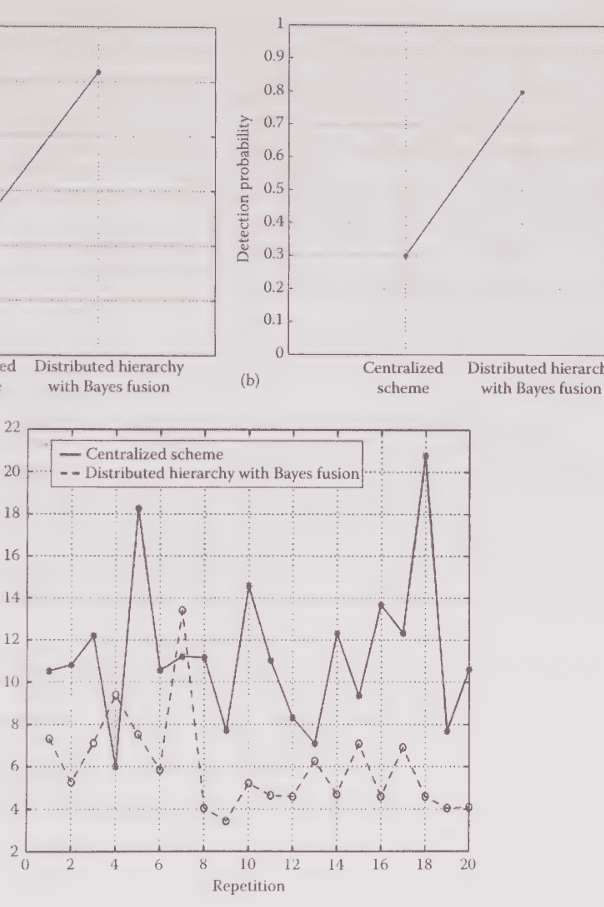 1
0.9
0.8
0.7
0.6
0.5
0.4
0.3
0.2
0.1
0
Detection probability
ed Distributed hierarchy
with Bayes fusion
(b)
Centralized
scheme
Distributed hierarch
with Bayes fusion
22
20
18
16
14
12
10
8
6
4
2
Centralized scheme
Distributed hierarchy with Bayes fusion
0 2 4 6 8 10 12 14 16 18 20
Repetition